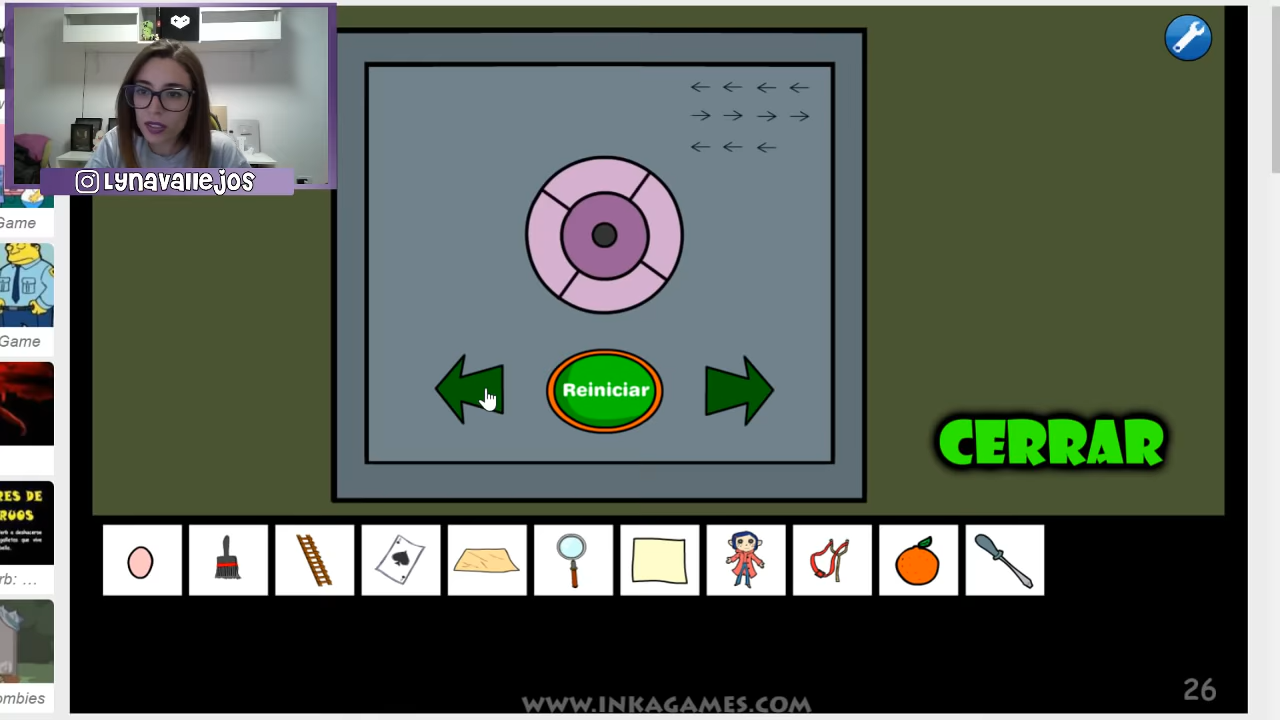 LYNAVALLEJOS
Game
Game
RES DE
RUOS
rb: ...
ombies
Reiniciar
CERRAR
26
WWW.INKAGAMES.COM